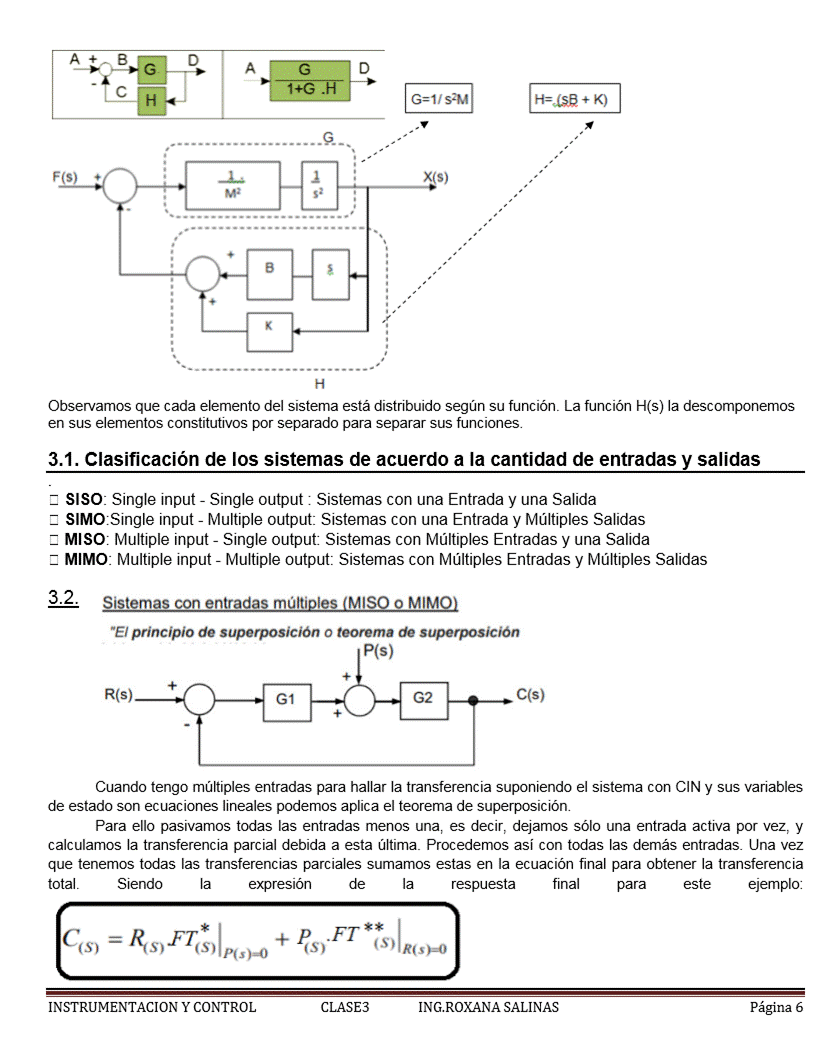 A + B G D
- C H
A G D
1+G .H
G=1/ s²M
H= (sB + K)
G
F(s) + 1 . 1 X(s)
M² s²
-
+ B s
+
K
H
Observamos que cada elemento del sistema está distribuido según su función. La función H(s) la descomponemos
en sus elementos constitutivos por separado para separar sus funciones.
3.1. Clasificación de los sistemas de acuerdo a la cantidad de entradas y salidas
.
□ SISO: Single input - Single output : Sistemas con una Entrada y una Salida
□ SIMO:Single input - Multiple output: Sistemas con una Entrada y Múltiples Salidas
□ MISO: Multiple input - Single output: Sistemas con Múltiples Entradas y una Salida
□ MIMO: Multiple input - Multiple output: Sistemas con Múltiples Entradas y Múltiples Salidas
3.2. Sistemas con entradas múltiples (MISO o MIMO)
"El principio de superposición o teorema de superposición
P(s)
+
R(s) + G1 + G2 C(s)
-
Cuando tengo múltiples entradas para hallar la transferencia suponiendo el sistema con CIN y sus variables
de estado son ecuaciones lineales podemos aplica el teorema de superposición.
Para ello pasivamos todas las entradas menos una, es decir, dejamos sólo una entrada activa por vez, y
calculamos la transferencia parcial debida a esta última. Procedemos así con todas las demás entradas. Una vez
que tenemos todas las transferencias parciales sumamos estas en la ecuación final para obtener la transferencia
total. Siendo la expresión de la respuesta final para este ejemplo:
C(S) = R(S).FT*(S)|P(s)=0 + P(S).FT**(S)|R(s)=0
INSTRUMENTACION Y CONTROL CLASE3 ING.ROXANA SALINAS Página 6